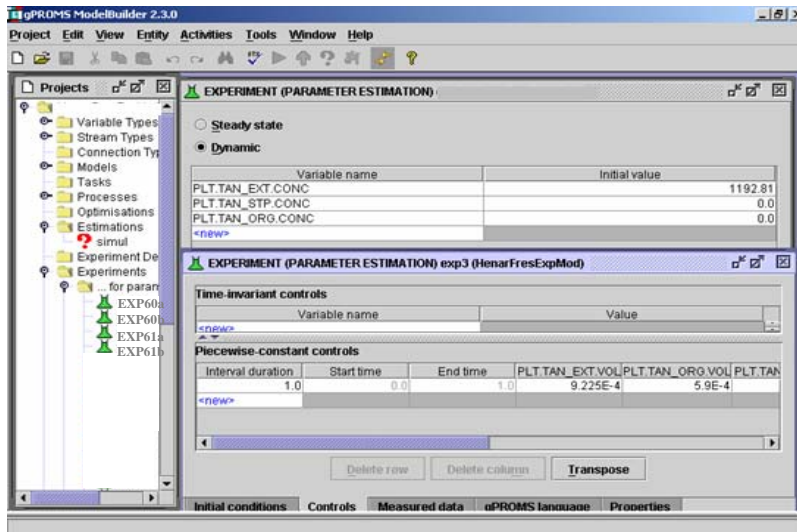 gPROMS ModelBuilder 2.3.0
Project Edit View Entity Activities Tools Window Help
Projects
Variable Types
Stream Types
Connection Typ
Models
Tasks
Processes
Optimisations
Estimations
simul
Experiment De
Experiments
... for param
EXP60a
EXP60b
EXP61a
EXP61b
EXPERIMENT (PARAMETER ESTIMATION)
Steady state
Dynamic
Variable name Initial value
PLT.TAN_EXT.CONC 1192.81
PLT.TAN_STP.CONC 0.0
PLT.TAN_ORG.CONC 0.0
<new>
EXPERIMENT (PARAMETER ESTIMATION) exp3 (HenarFresExpMod)
Time-invariant controls
Variable name Value
<new>
Piecewise-constant controls
Interval duration Start time End time PLT.TAN_EXT.VOL PLT.TAN_ORG.VOL PLT.TAN
1.0 0.0 1.0 9.225E-4 5.9E-4
<new>
Delete row Delete column Transpose
Initial conditions Controls Measured data gPROMS language Properties